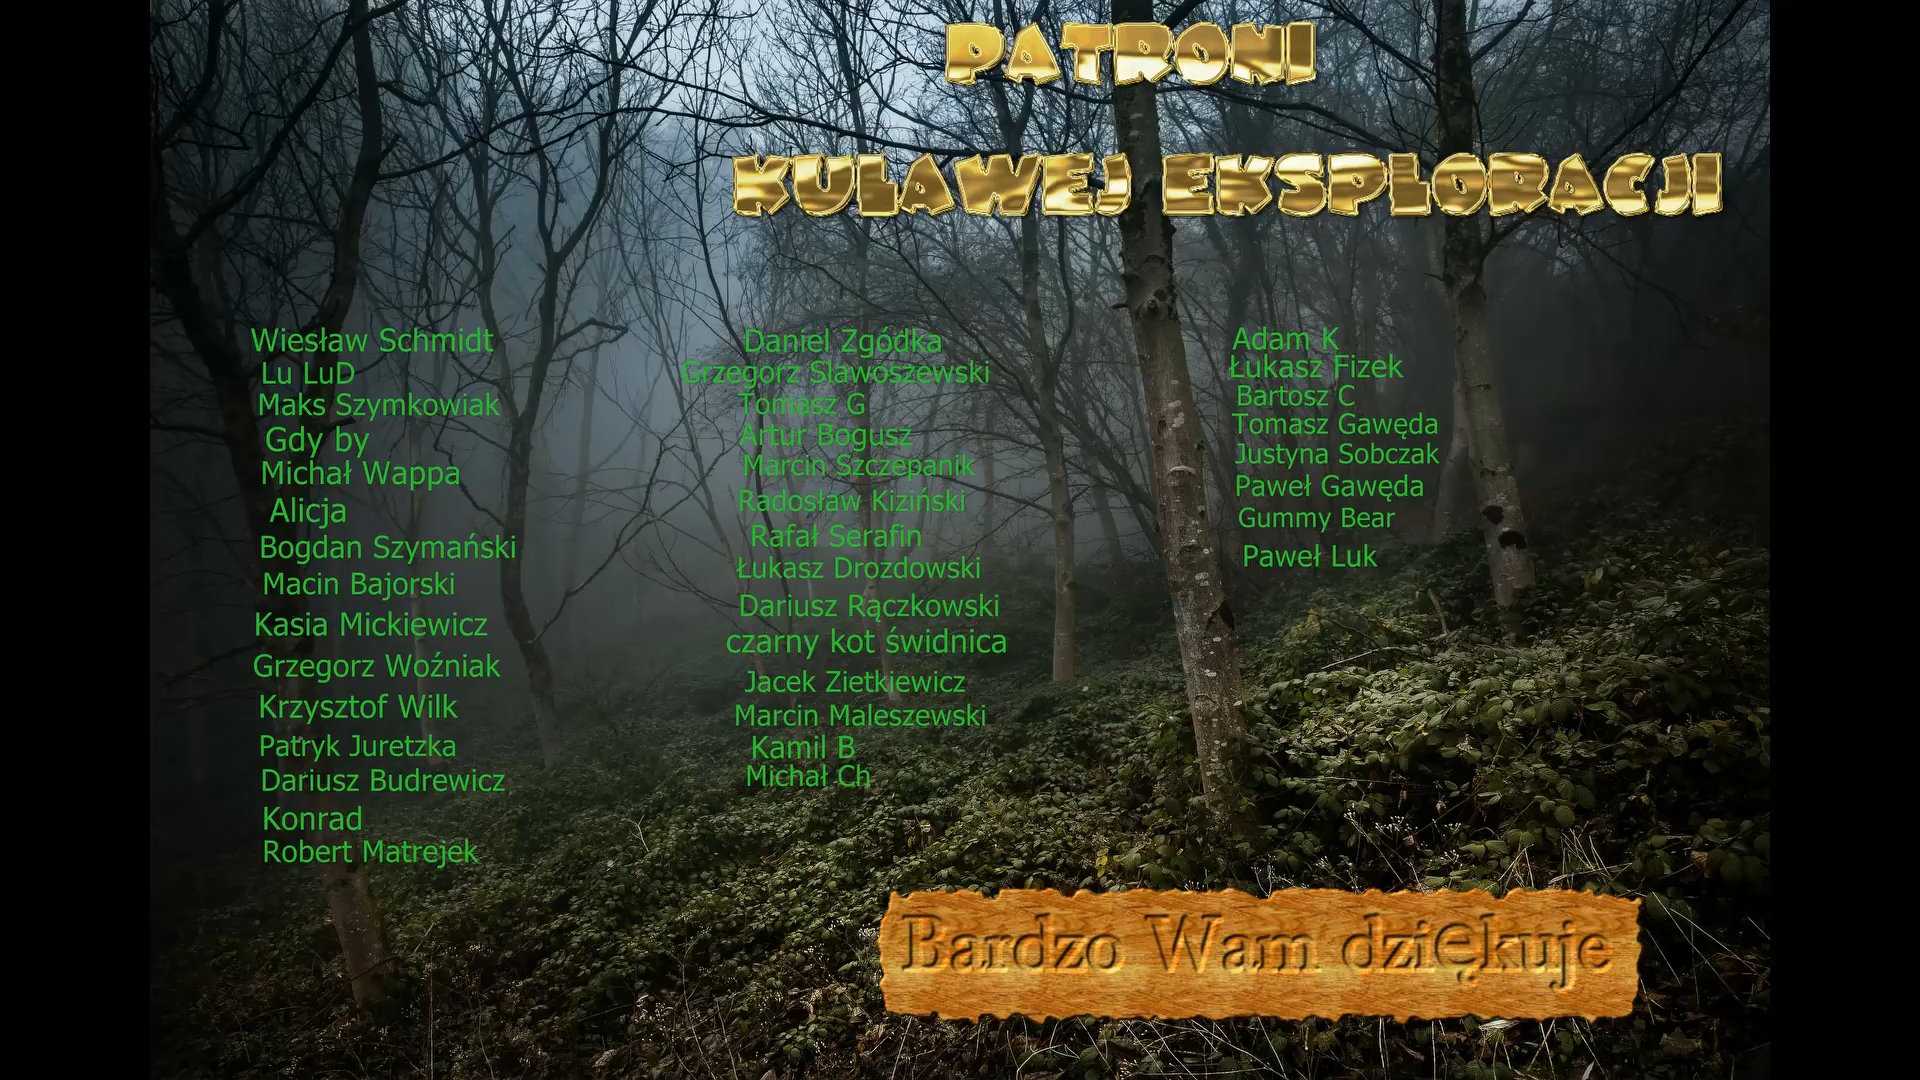 PATRONI
KULAWEJ EKSPLORACJI
Wiesław Schmidt
Lu LuD
Maks Szymkowiak
Gdy by
Michał Wappa
Alicja
Bogdan Szymański
Macin Bajorski
Kasia Mickiewicz
Grzegorz Woźniak
Krzysztof Wilk
Patryk Juretzka
Dariusz Budrewicz
Konrad
Robert Matrejek
Daniel Zgódka
Grzegorz Slawoszewski
Tomasz G
Artur Bogusz
Marcin Szczepanik
Radosław Kiziński
Rafał Serafin
Łukasz Drozdowski
Dariusz Rączkowski
czarny kot świdnica
Jacek Zietkiewicz
Marcin Maleszewski
Kamil B
Michał Ch
Adam K
Łukasz Fizek
Bartosz C
Tomasz Gawęda
Justyna Sobczak
Paweł Gawęda
Gummy Bear
Paweł Luk
Bardzo Wam dziękuje